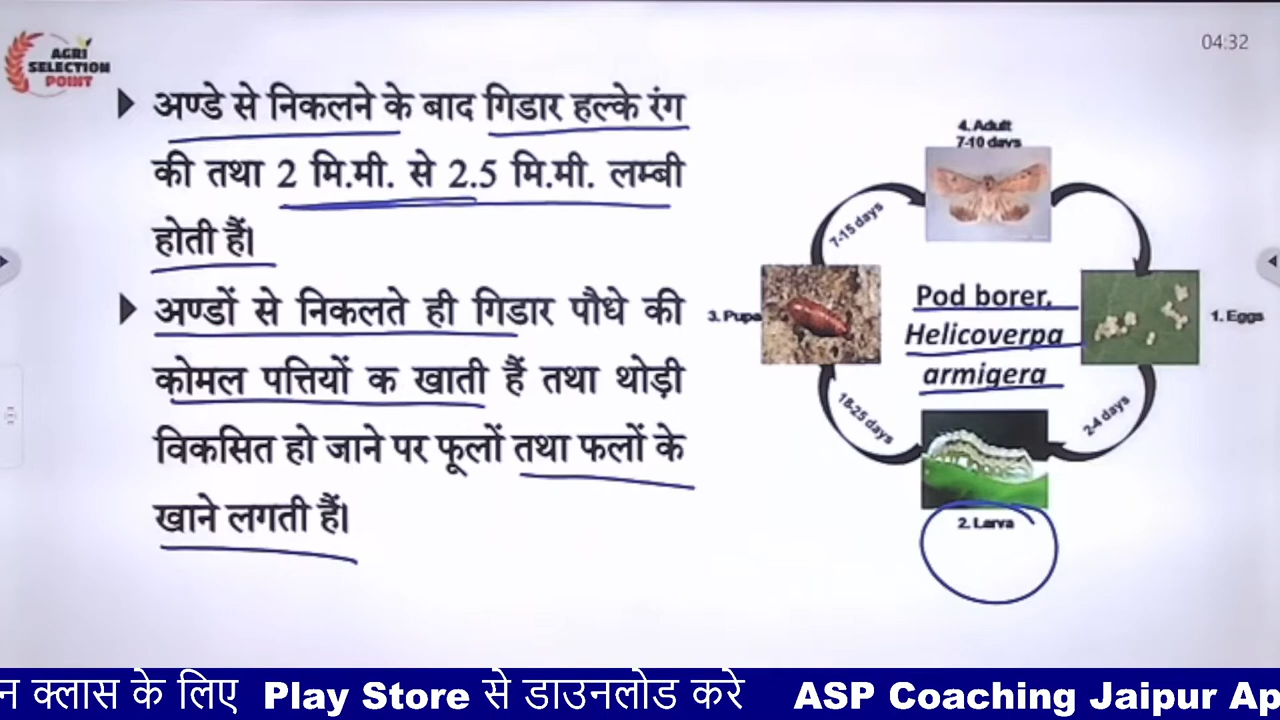 AGRI
SELECTION
POINT
04:32
अण्डे से निकलने के बाद गिडार हल्के रंग
की तथा 2 मि.मी. से 2.5 मि.मी. लम्बी
होती हैं।
अण्डों से निकलते ही गिडार पौधे की
कोमल पत्तियों क खाती हैं तथा थोड़ी
विकसित हो जाने पर फूलों तथा फलों के
खाने लगती हैं।
4. Adult
7-10 days
7-15 days
3. Pupa
Pod borer,
Helicoverpa
armigera
1. Eggs
18-25 days
2-4 days
2. Larva
न क्लास के लिए Play Store से डाउनलोड करे ASP Coaching Jaipur Ap